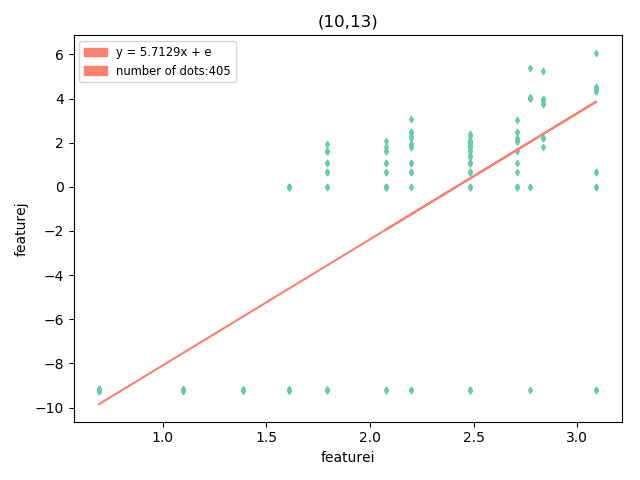 (10,13)
y = 5.7129x + e
number of dots:405
6
4
2
0
−2
−4
−6
−8
−10
featurej
1.0 1.5 2.0 2.5 3.0
featurei